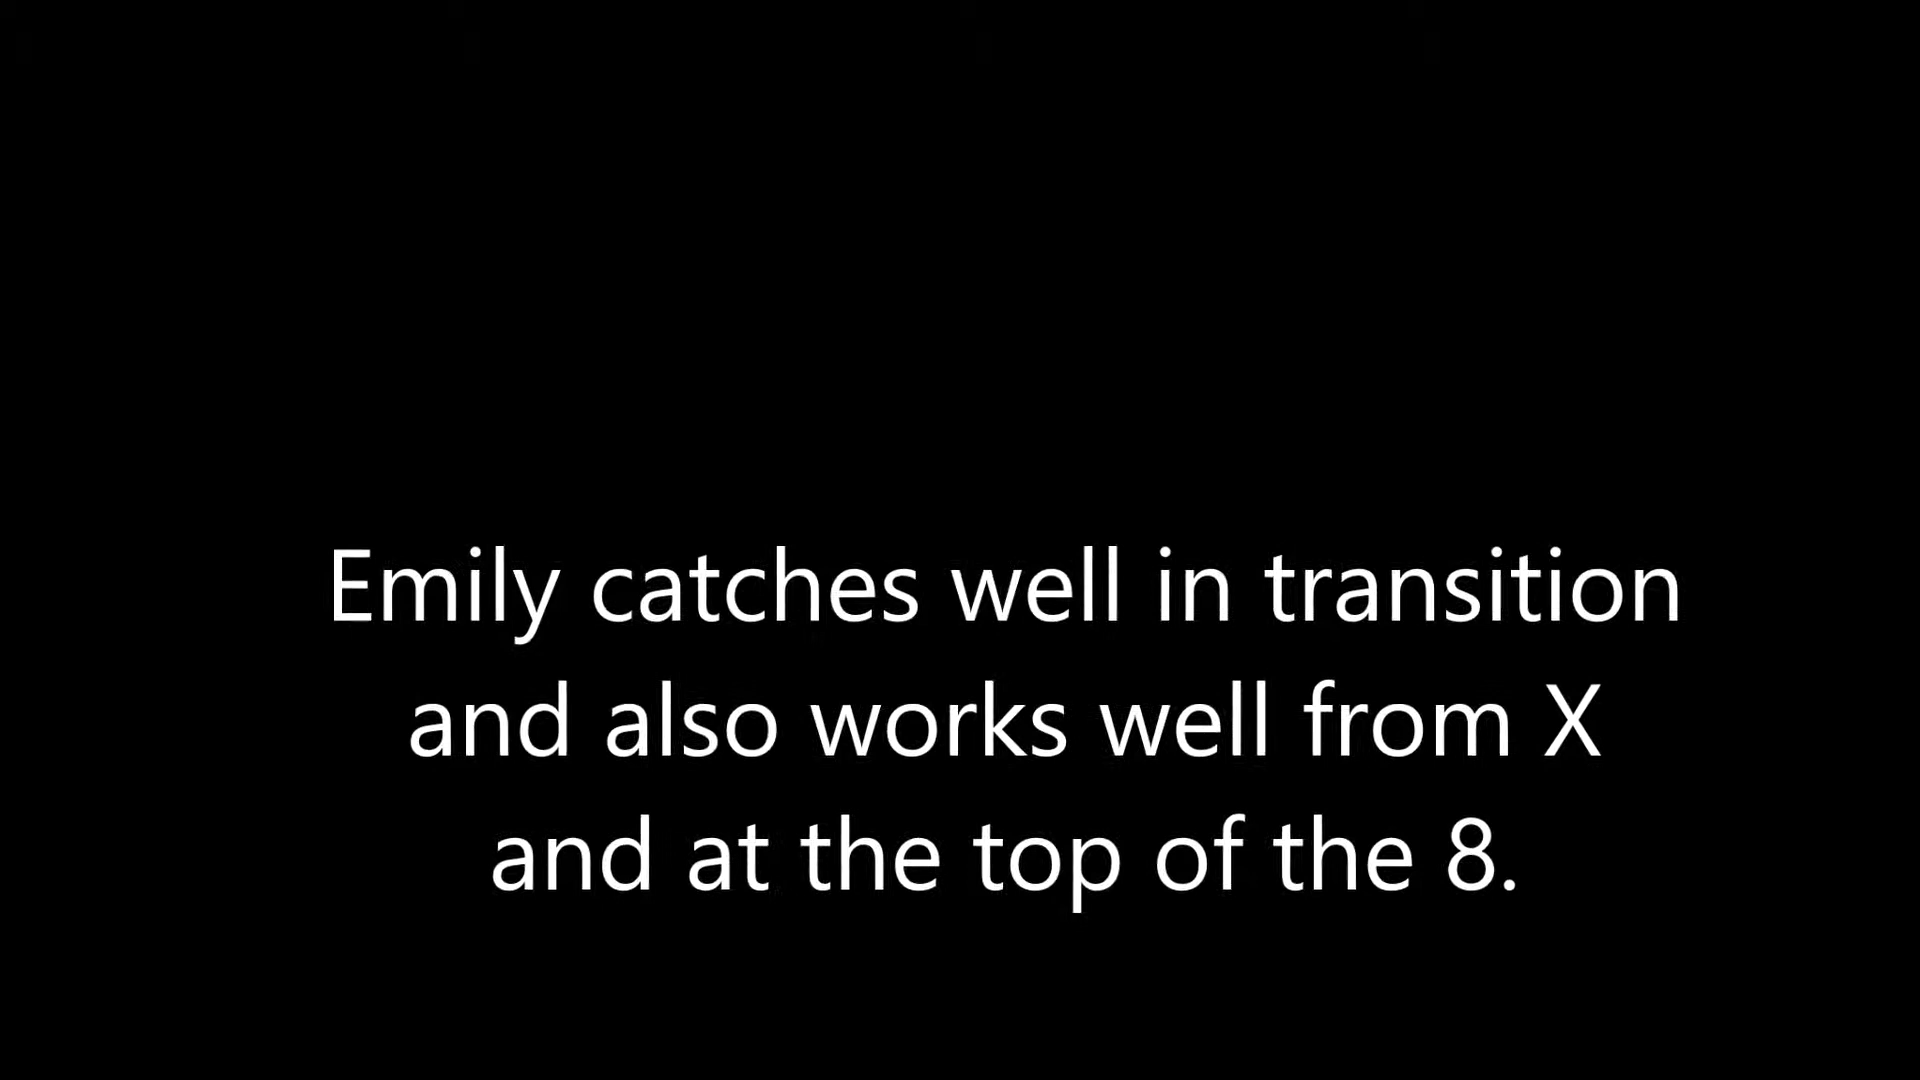 Emily catches well in transition
and also works well from X
and at the top of the 8.